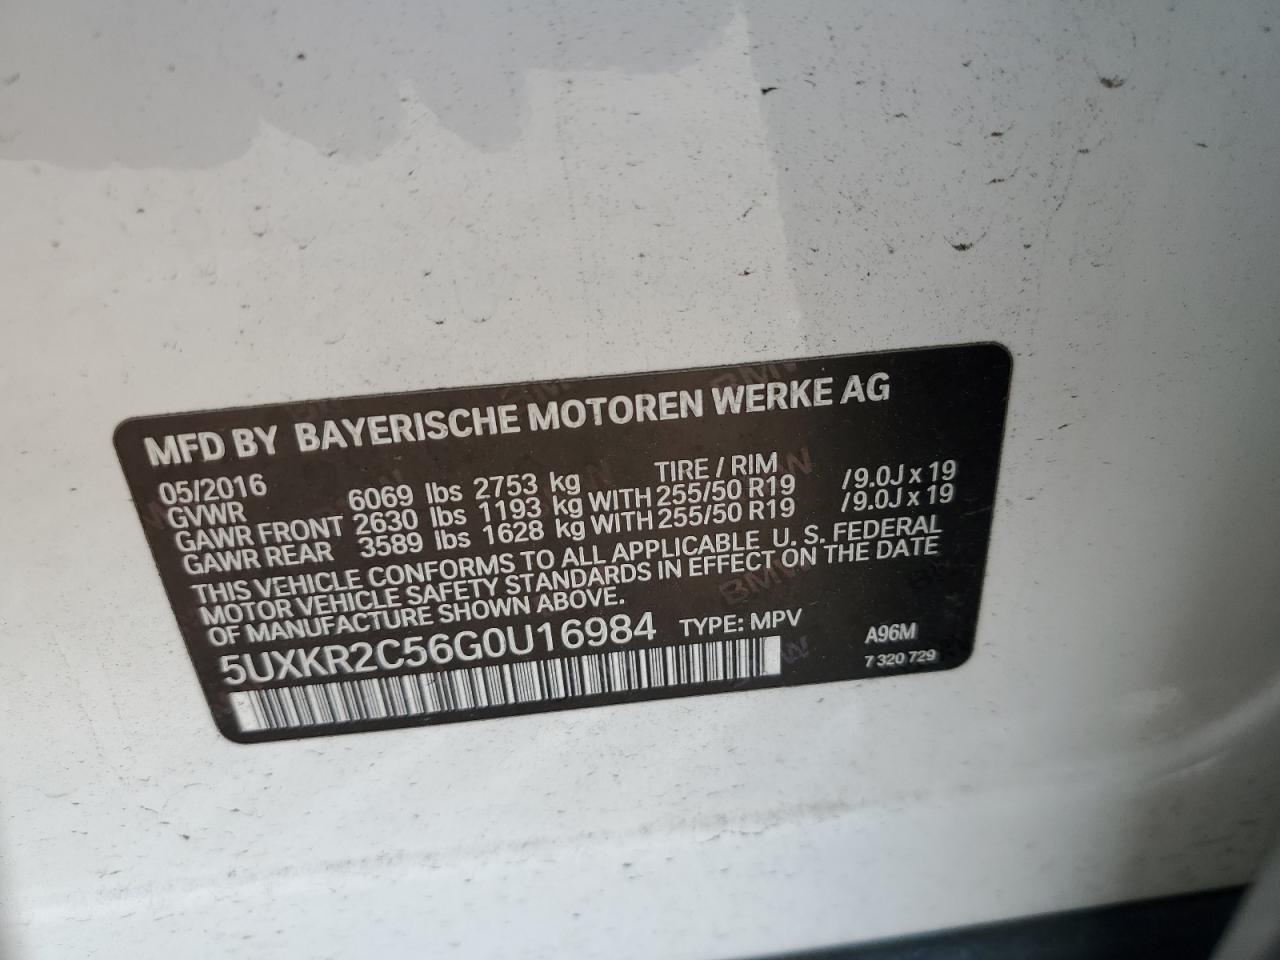 MFD BY BAYERISCHE MOTOREN WERKE AG
05/2016 TIRE / RIM
GVWR 6069 lbs 2753 kg
GAWR FRONT 2630 lbs 1193 kg WITH 255/50 R19 /9.0J x 19
GAWR REAR 3589 lbs 1628 kg WITH 255/50 R19 /9.0J x 19
THIS VEHICLE CONFORMS TO ALL APPLICABLE U. S. FEDERAL
MOTOR VEHICLE SAFETY STANDARDS IN EFFECT ON THE DATE
OF MANUFACTURE SHOWN ABOVE.
5UXKR2C56G0U16984 TYPE: MPV
A96M
7 320 729